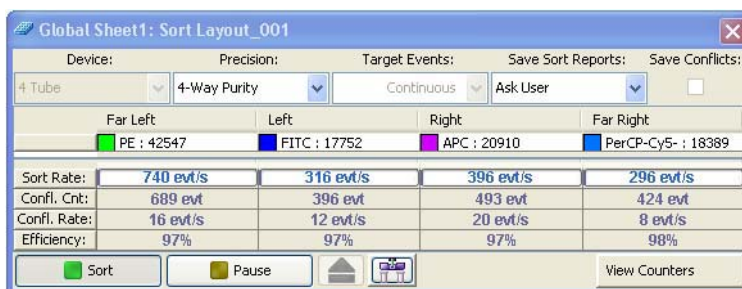 Global Sheet1: Sort Layout_001
Device: Precision: Target Events: Save Sort Reports: Save Conflicts:
4 Tube 4-Way Purity Continuous Ask User
Far Left Left Right Far Right
PE : 42547 FITC : 17752 APC : 20910 PerCP-Cy5- : 18389
Sort Rate: 740 evt/s 316 evt/s 396 evt/s 296 evt/s
Confl. Cnt: 689 evt 396 evt 493 evt 424 evt
Confl. Rate: 16 evt/s 12 evt/s 20 evt/s 8 evt/s
Efficiency: 97% 97% 97% 98%
Sort Pause View Counters